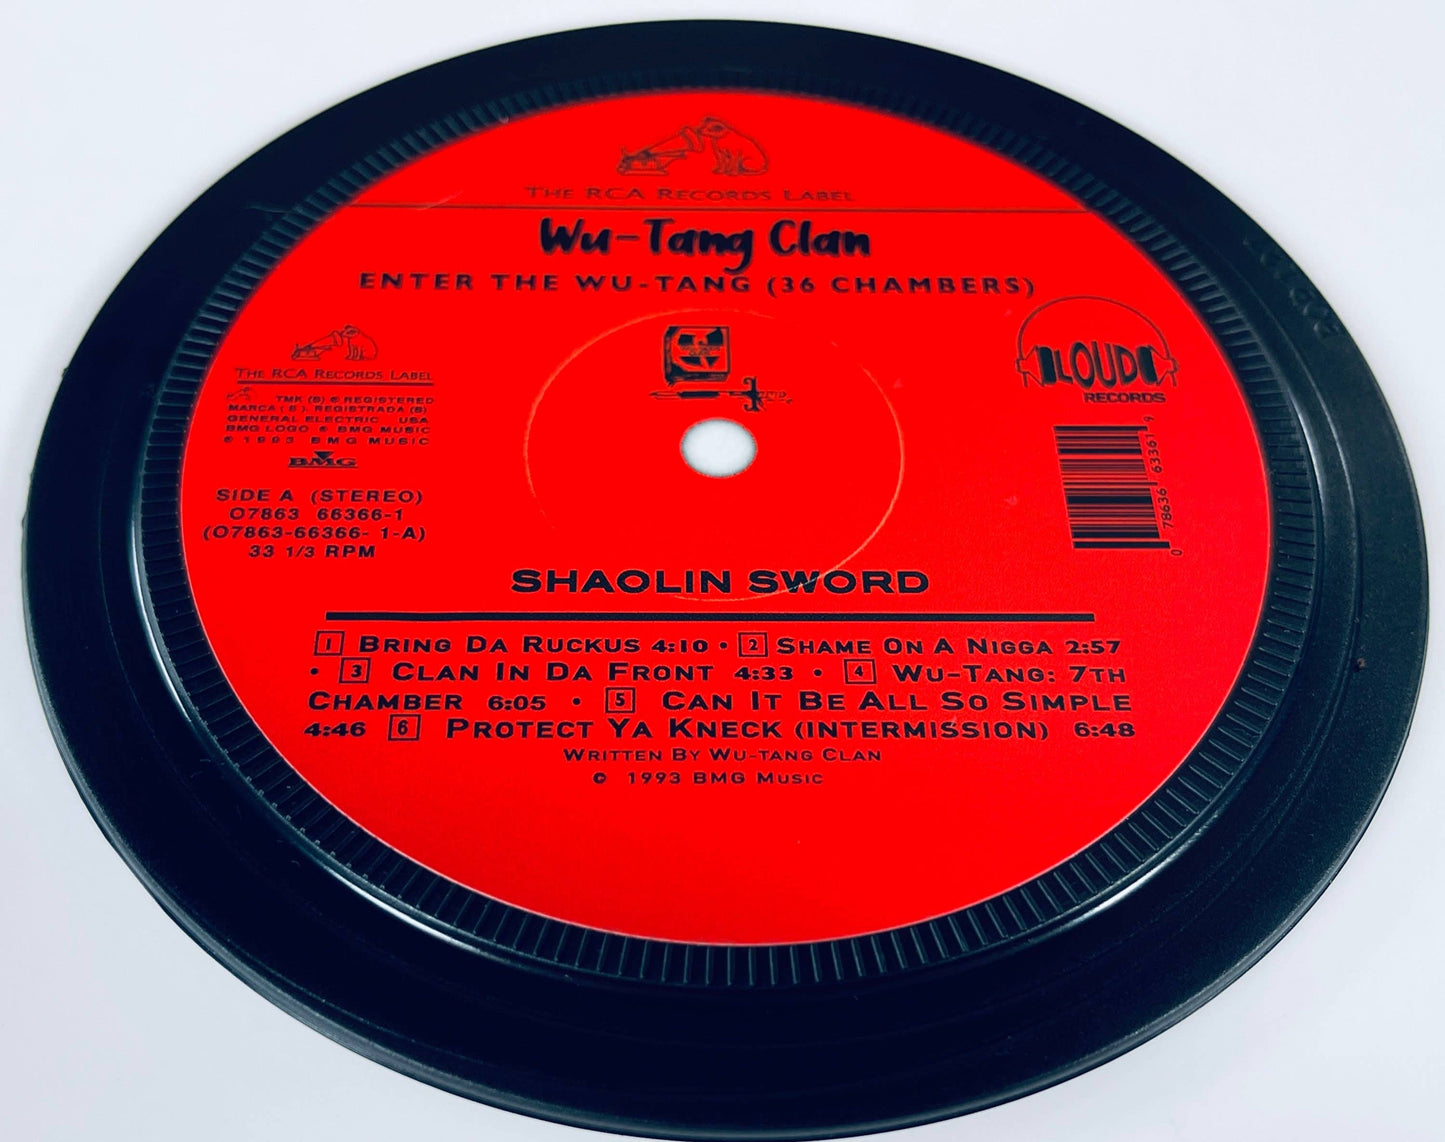 THE RCA RECORDS LABEL
Wu-Tang Clan
ENTER THE WU-TANG (36 CHAMBERS)
LOUD
RECORDS
THE RCA RECORDS LABEL
TMK (S) ® REGISTERED
MARCA ( S ). REGISTRADA (S)
GENERAL ELECTRIC USA
BMG LOGO ® BMG MUSIC
© 1993 BMG MUSIC
BMG
SIDE A (STEREO)
07863 66366-1
(07863-66366- 1-A)
33 1/3 RPM
0 78636 63361 9
SHAOLIN SWORD
1 BRING DA RUCKUS 4:10 • 2 SHAME ON A NIGGA 2:57
• 3 CLAN IN DA FRONT 4:33 • 4 WU-TANG: 7TH
CHAMBER 6:05 • 5 CAN IT BE ALL SO SIMPLE
4:46 6 PROTECT YA KNECK (INTERMISSION) 6:48
WRITTEN BY WU-TANG CLAN
© 1993 BMG MUSIC